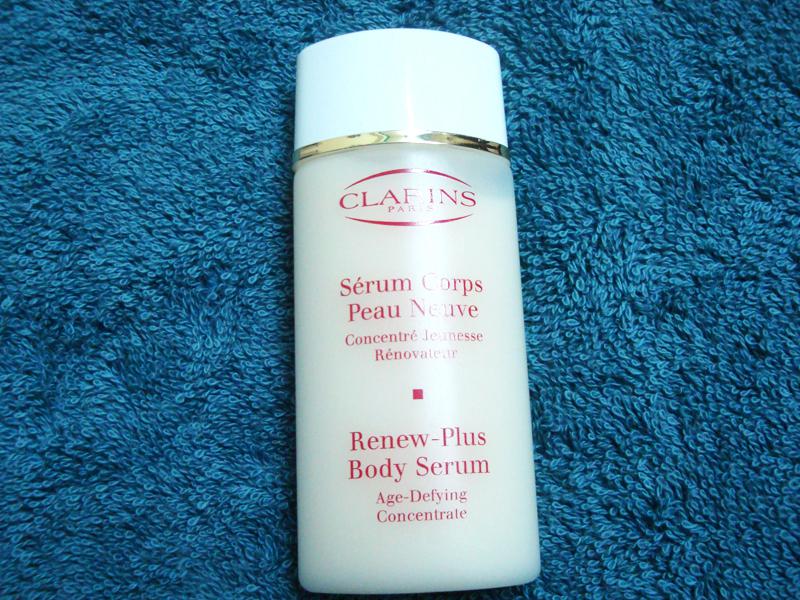 CLARINS
PARIS
Sérum Corps
Peau Neuve
Concentré Jeunesse
Rénovateur
Renew-Plus
Body Serum
Age-Defying
Concentrate